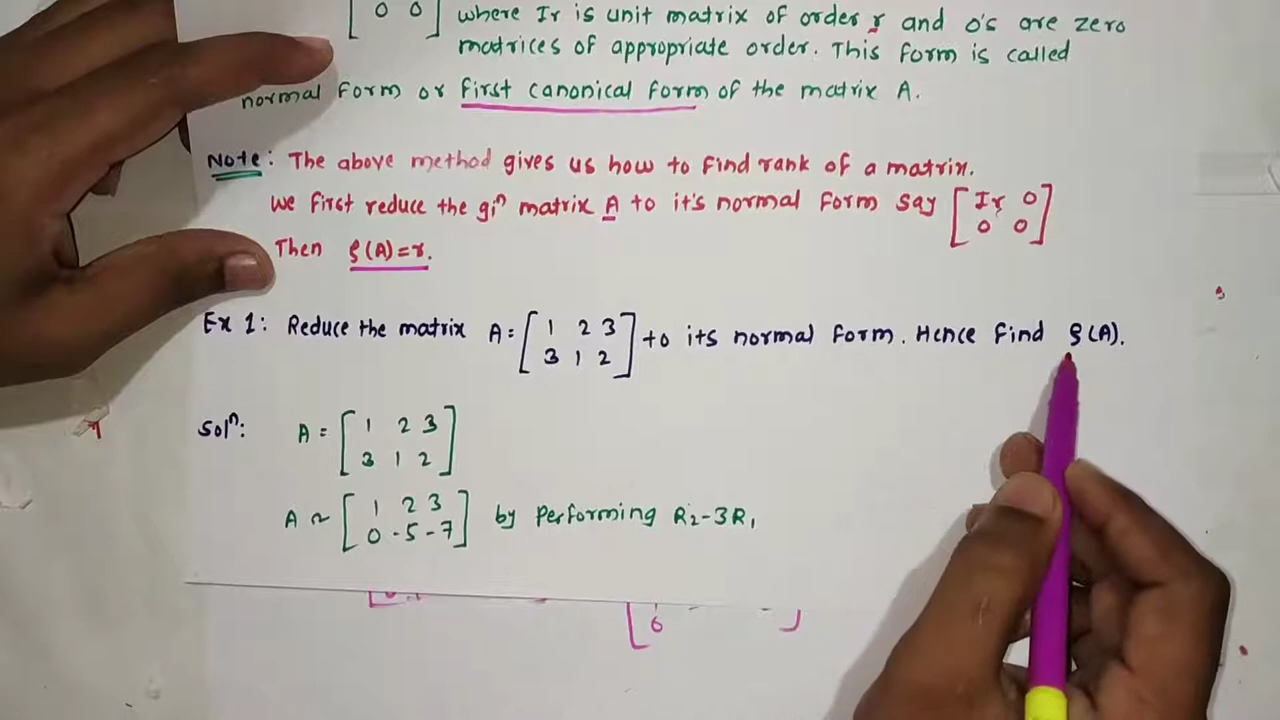 [ 0 0 ] where Ir is unit matrix of order r and 0's are zero
matrices of appropriate order. This form is called
normal form or first canonical form of the matrix A.
Note: The above method gives us how to find rank of a matrix.
We first reduce the giⁿ matrix A to it's normal form say [ Ir 0
0 0 ]
Then ρ(A)=r.
Ex 1: Reduce the matrix A= [ 1 2 3
3 1 2 ] to its normal form. Hence find ρ(A).
Solⁿ: A = [ 1 2 3
3 1 2 ]
A ~ [ 1 2 3
0 -5 -7 ] by performing R₂-3R₁
6